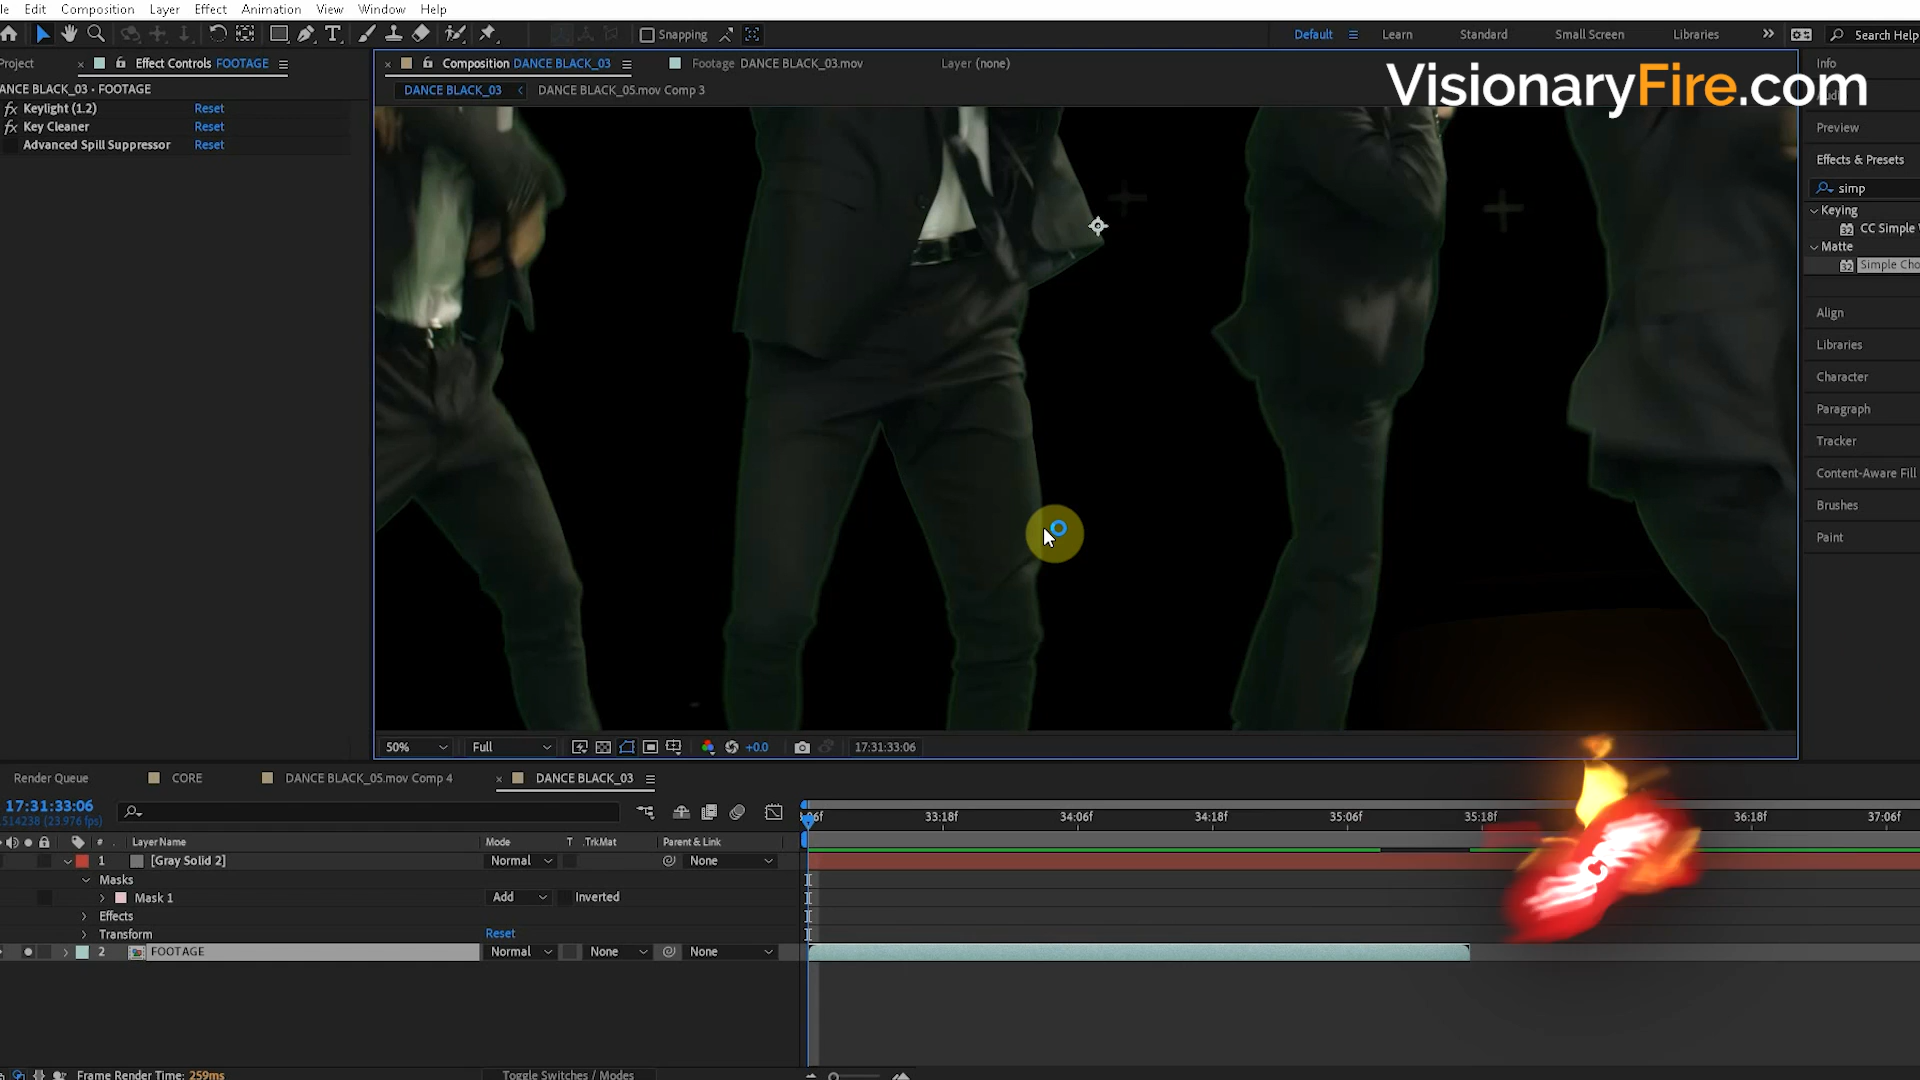 le Edit Composition Layer Effect Animation View Window Help
Snapping
Default Learn Standard Small Screen Libraries Search Help
Project Effect Controls FOOTAGE
Composition DANCE BLACK_03 Footage DANCE BLACK_03.mov Layer (none)
VisionaryFire.com
ANCE BLACK_03 • FOOTAGE
DANCE BLACK_03 DANCE BLACK_05.mov Comp 3
fx Keylight (1.2) Reset
fx Key Cleaner Reset
Advanced Spill Suppressor Reset
Info
Preview
Effects & Presets
simp
Keying
32 CC Simple
Matte
32 Simple Cho
Align
Libraries
Character
Paragraph
Tracker
Content-Aware Fill
Brushes
Paint
50% Full +0.0 17:31:33:06
Render Queue CORE DANCE BLACK_05.mov Comp 4 DANCE BLACK_03
17:31:33:06
514238 (23.976 fps)
33:18f 34:06f 34:18f 35:06f 35:18f 36:18f 37:06f
# Layer Name Mode T .TrkMat Parent & Link
1 [Gray Solid 2] Normal None
Masks
Mask 1 Add Inverted
Effects
Transform Reset
2 FOOTAGE Normal None None
Frame Render Time: 259ms Toggle Switches / Modes